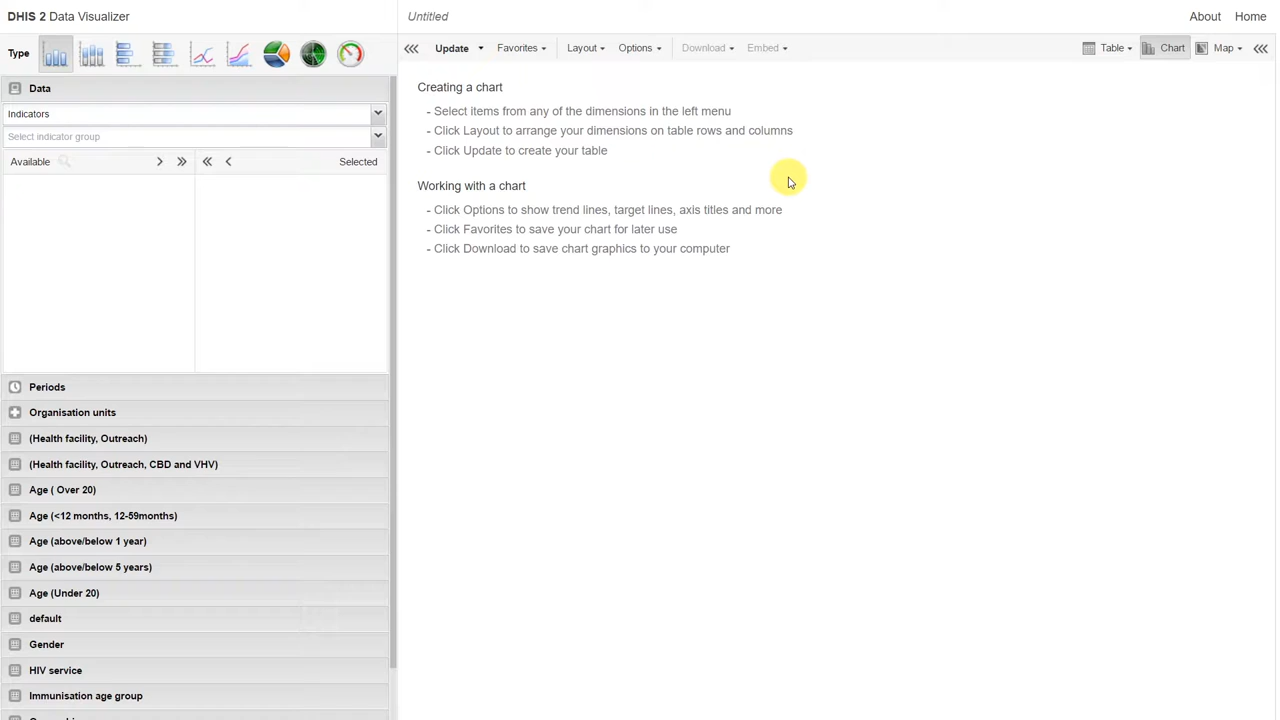 DHIS 2 Data Visualizer
Untitled
About Home
Type
Update Favorites Layout Options Download Embed Table Chart Map
Data
Indicators
Select indicator group
Available Selected
Periods
Organisation units
(Health facility, Outreach)
(Health facility, Outreach, CBD and VHV)
Age ( Over 20)
Age (<12 months, 12-59months)
Age (above/below 1 year)
Age (above/below 5 years)
Age (Under 20)
default
Gender
HIV service
Immunisation age group
Creating a chart
- Select items from any of the dimensions in the left menu
- Click Layout to arrange your dimensions on table rows and columns
- Click Update to create your table
Working with a chart
- Click Options to show trend lines, target lines, axis titles and more
- Click Favorites to save your chart for later use
- Click Download to save chart graphics to your computer